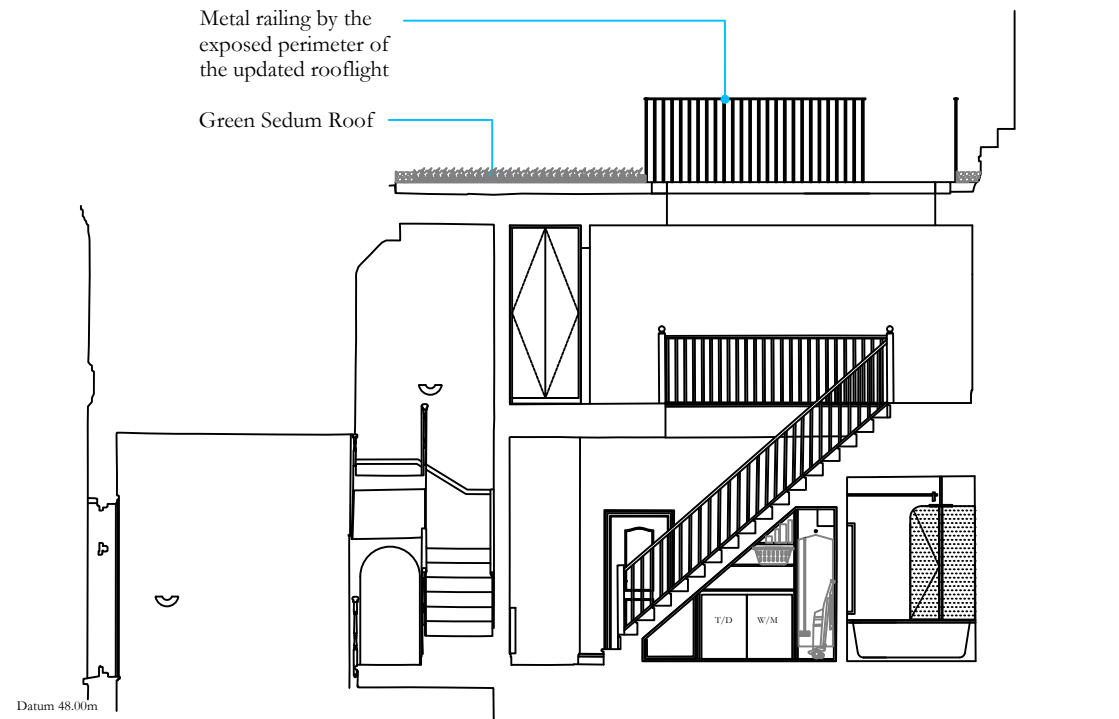 Metal railing by the
exposed perimeter of
the updated rooflight
Green Sedum Roof
T/D
W/M
Datum 48.00m